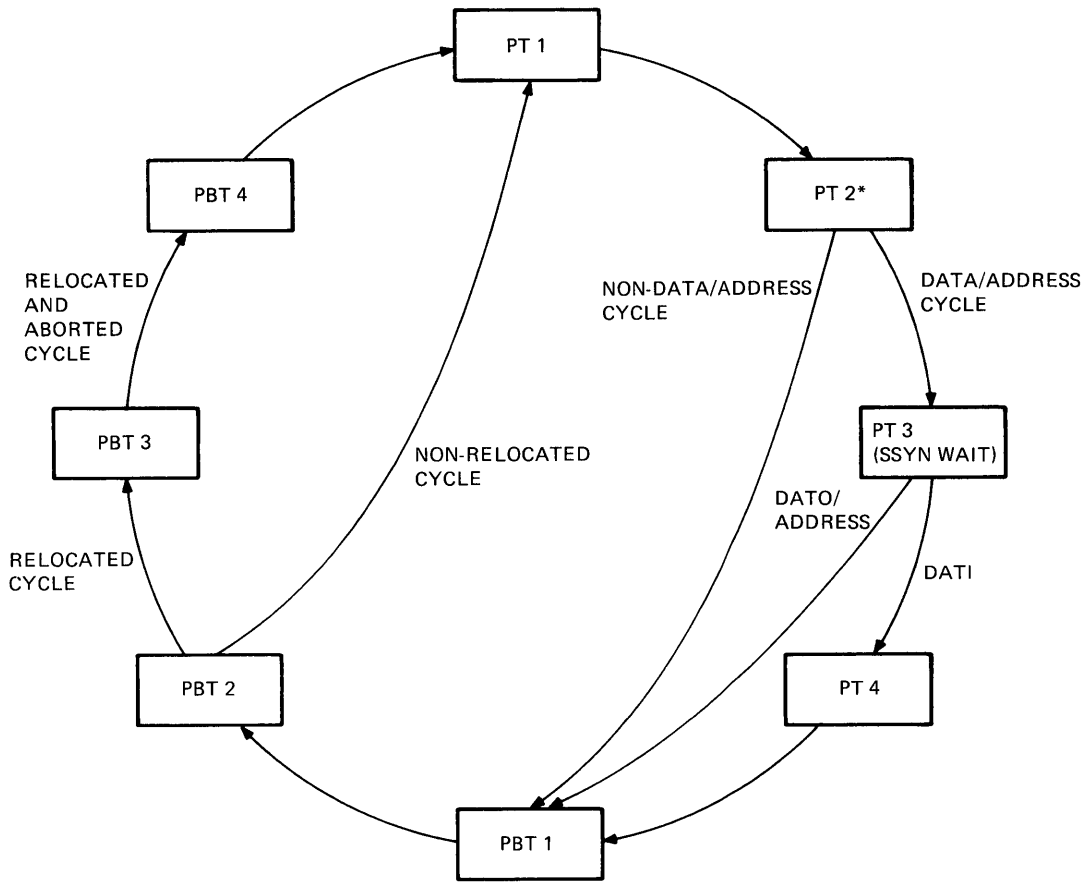 PT 1
PBT 4
PT 2*
RELOCATED
AND
ABORTED
CYCLE
NON-DATA/ADDRESS
CYCLE
DATA/ADDRESS
CYCLE
PBT 3
NON-RELOCATED
CYCLE
PT 3
(SSYN WAIT)
DATO/
ADDRESS
RELOCATED
CYCLE
DATI
PBT 2
PT 4
PBT 1